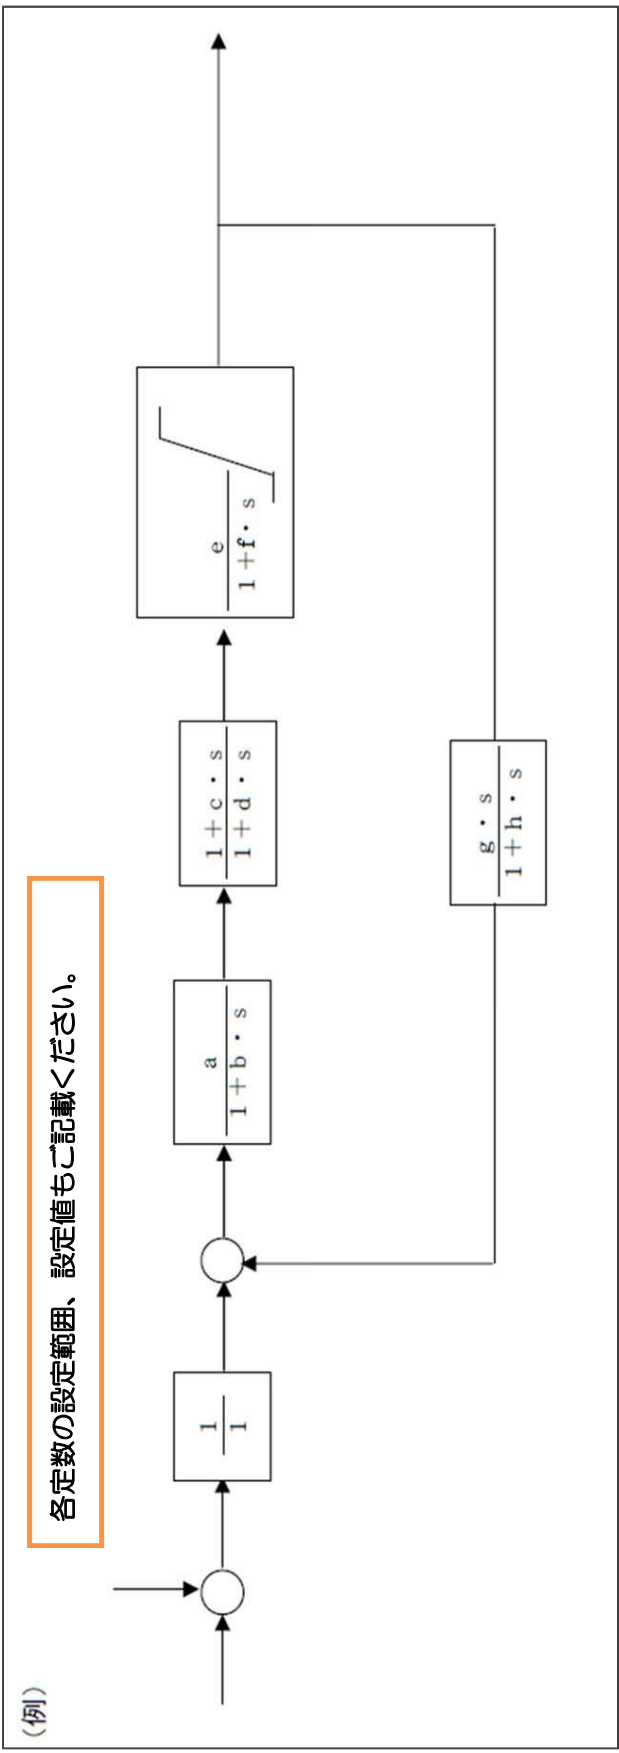 (例)
各定数の設定範囲、設定値もご記載ください。
1
1
a
1+b・s
1+c・s
1+d・s
e
1+f・s
g・s
1+h・s